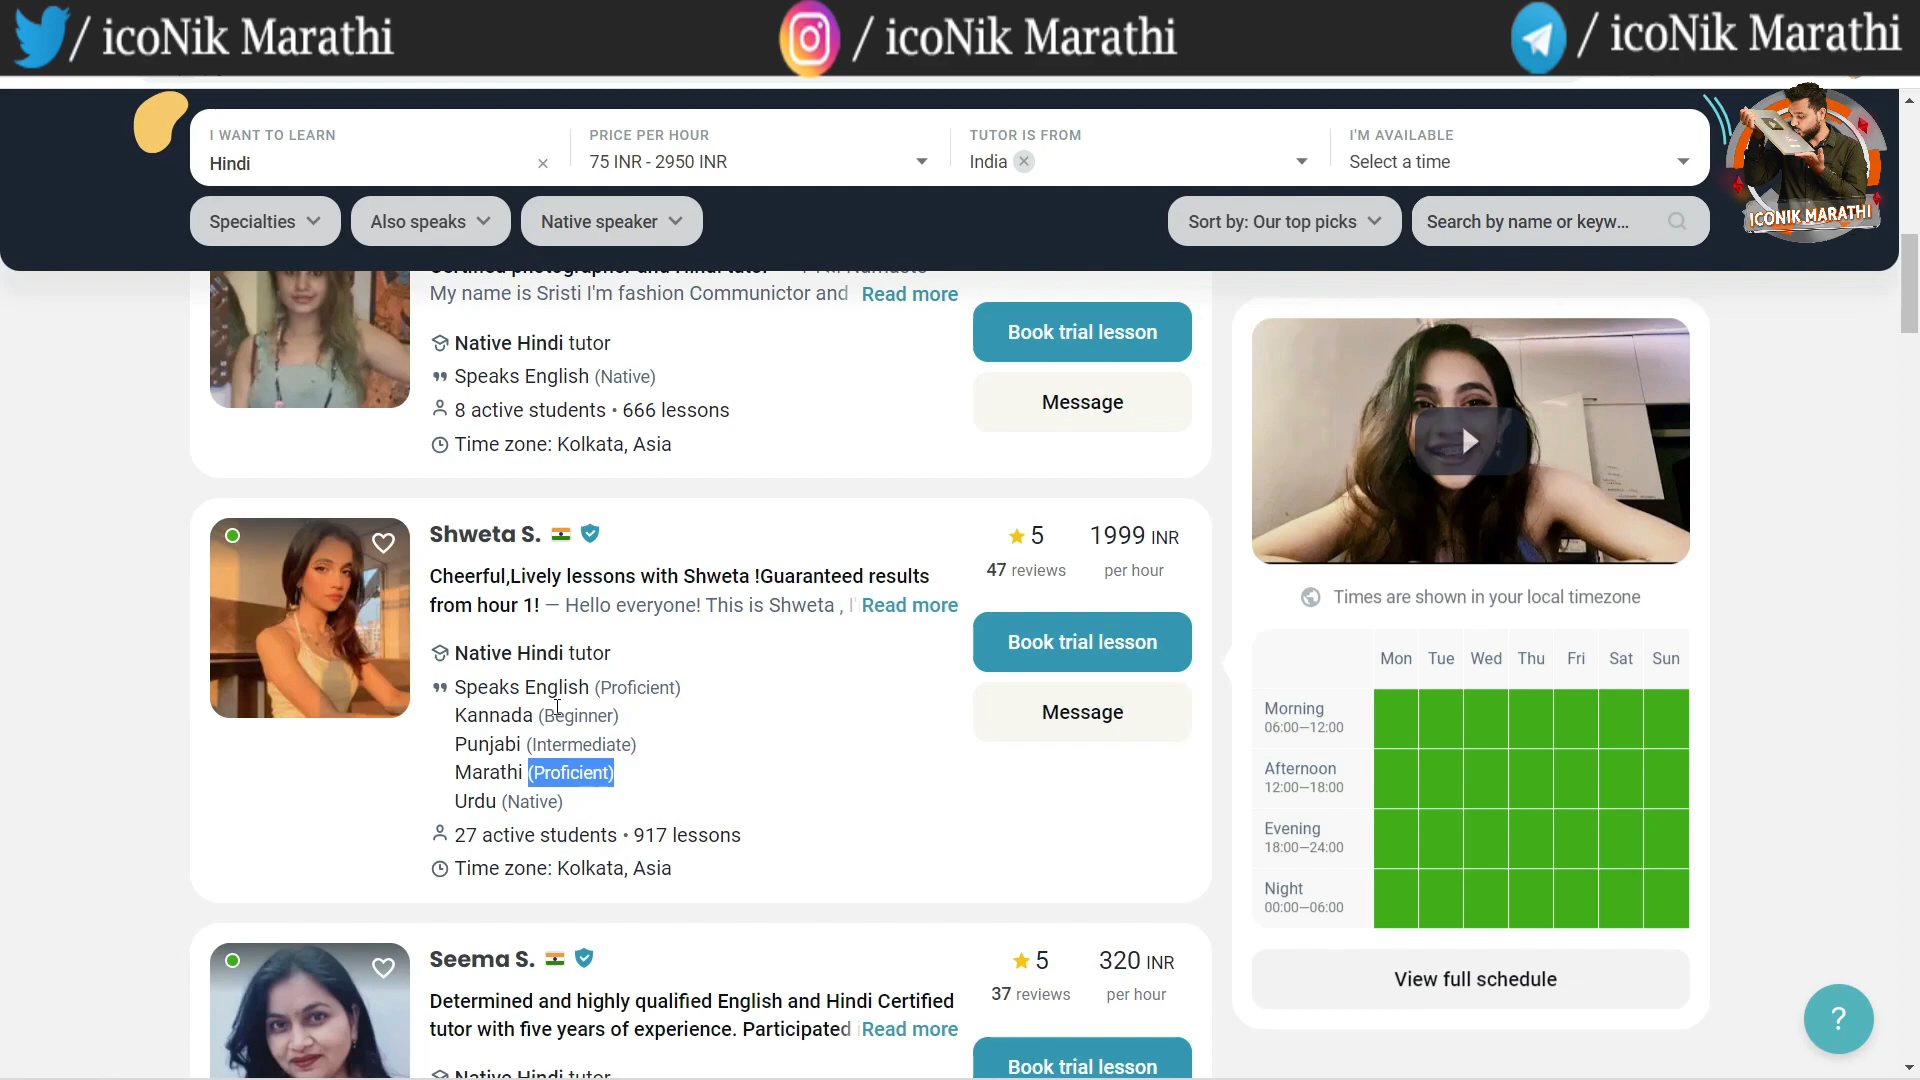 / icoNik Marathi
/ icoNik Marathi
/ icoNik Marathi
I WANT TO LEARN
Hindi
PRICE PER HOUR
75 INR - 2950 INR
TUTOR IS FROM
India
I'M AVAILABLE
Select a time
ICONIK MARATHI
Specialties
Also speaks
Native speaker
Sort by: Our top picks
Search by name or keyw...
My name is Sristi I'm fashion Communictor and Read more
Native Hindi tutor
Speaks English (Native)
8 active students • 666 lessons
Time zone: Kolkata, Asia
Book trial lesson
Message
Shweta S.
5
47 reviews
1999 INR
per hour
Cheerful,Lively lessons with Shweta !Guaranteed results
from hour 1! — Hello everyone! This is Shweta , I Read more
Native Hindi tutor
Speaks English (Proficient)
Kannada (Beginner)
Punjabi (Intermediate)
Marathi (Proficient)
Urdu (Native)
27 active students • 917 lessons
Time zone: Kolkata, Asia
Book trial lesson
Message
Seema S.
5
37 reviews
320 INR
per hour
Determined and highly qualified English and Hindi Certified
tutor with five years of experience. Participated Read more
Native Hindi tutor
Book trial lesson
Times are shown in your local timezone
Mon Tue Wed Thu Fri Sat Sun
Morning
06:00—12:00
Afternoon
12:00—18:00
Evening
18:00—24:00
Night
00:00—06:00
View full schedule
?